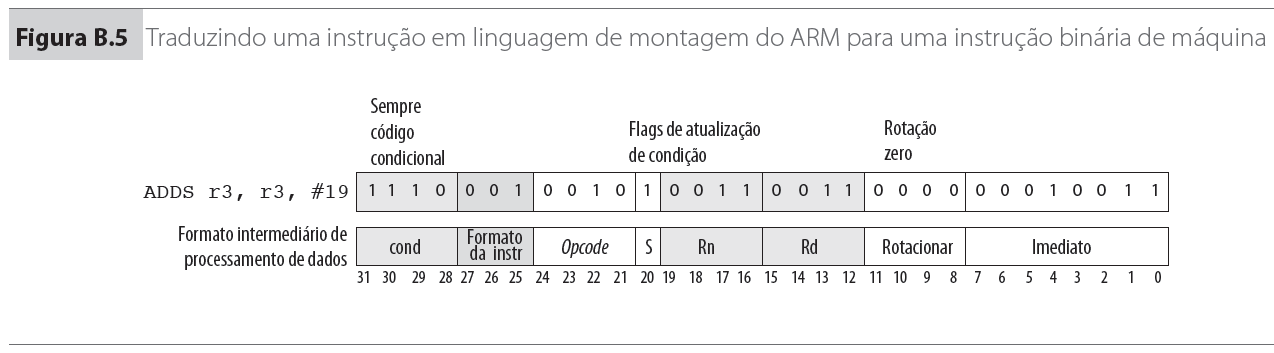 Figura B.5 Traduzindo uma instrução em linguagem de montagem do ARM para uma instrução binária de máquina
Sempre
código
condicional
Flags de atualização
de condição
Rotação
zero
ADDS r3, r3, #19 1 1 1 0 0 0 1 0 0 1 0 1 0 0 1 1 0 0 1 1 0 0 0 0 0 0 0 1 0 0 1 1
Formato intermediário de
processamento de dados
cond
Formato
da instr
Opcode S Rn Rd Rotacionar Imediato
31 30 29 28 27 26 25 24 23 22 21 20 19 18 17 16 15 14 13 12 11 10 9 8 7 6 5 4 3 2 1 0